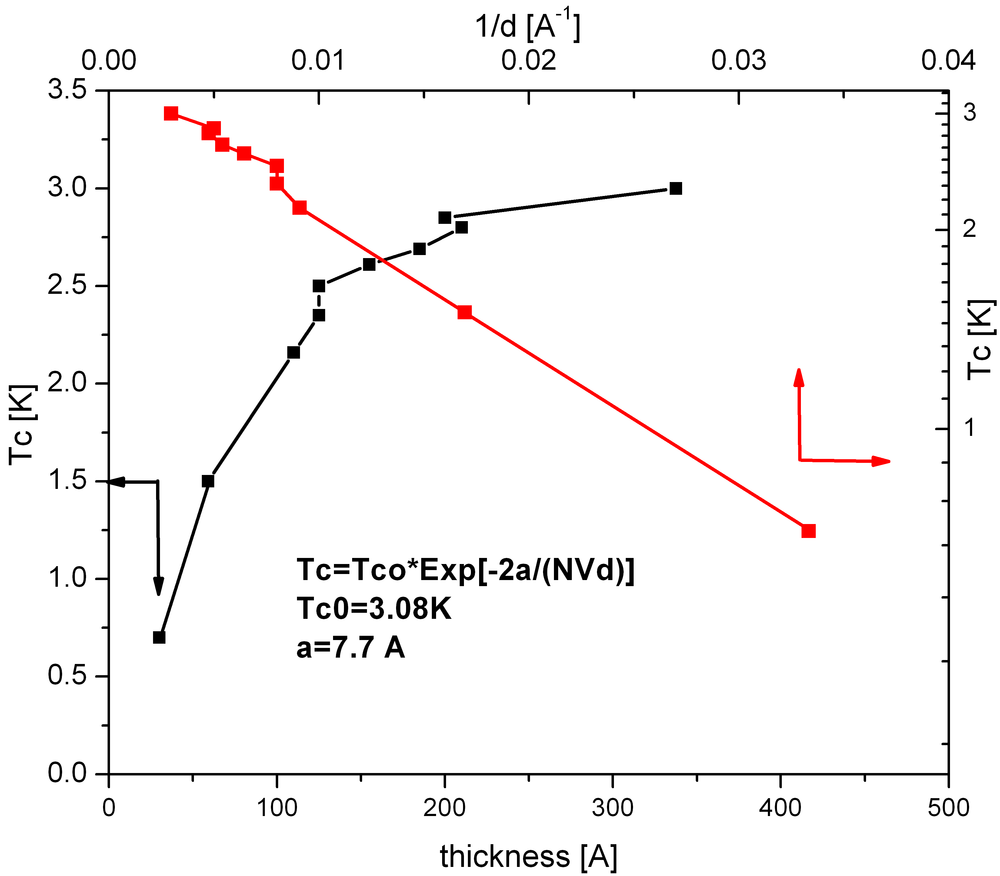 1/d [A-1]
0.00 0.01 0.02 0.03 0.04
3.5
3.0
2.5
2.0
1.5
1.0
0.5
0.0
Tc [K]
3
2
1
Tc [K]
Tc=Tco*Exp[-2a/(NVd)]
Tc0=3.08K
a=7.7 A
0 100 200 300 400 500
thickness [A]